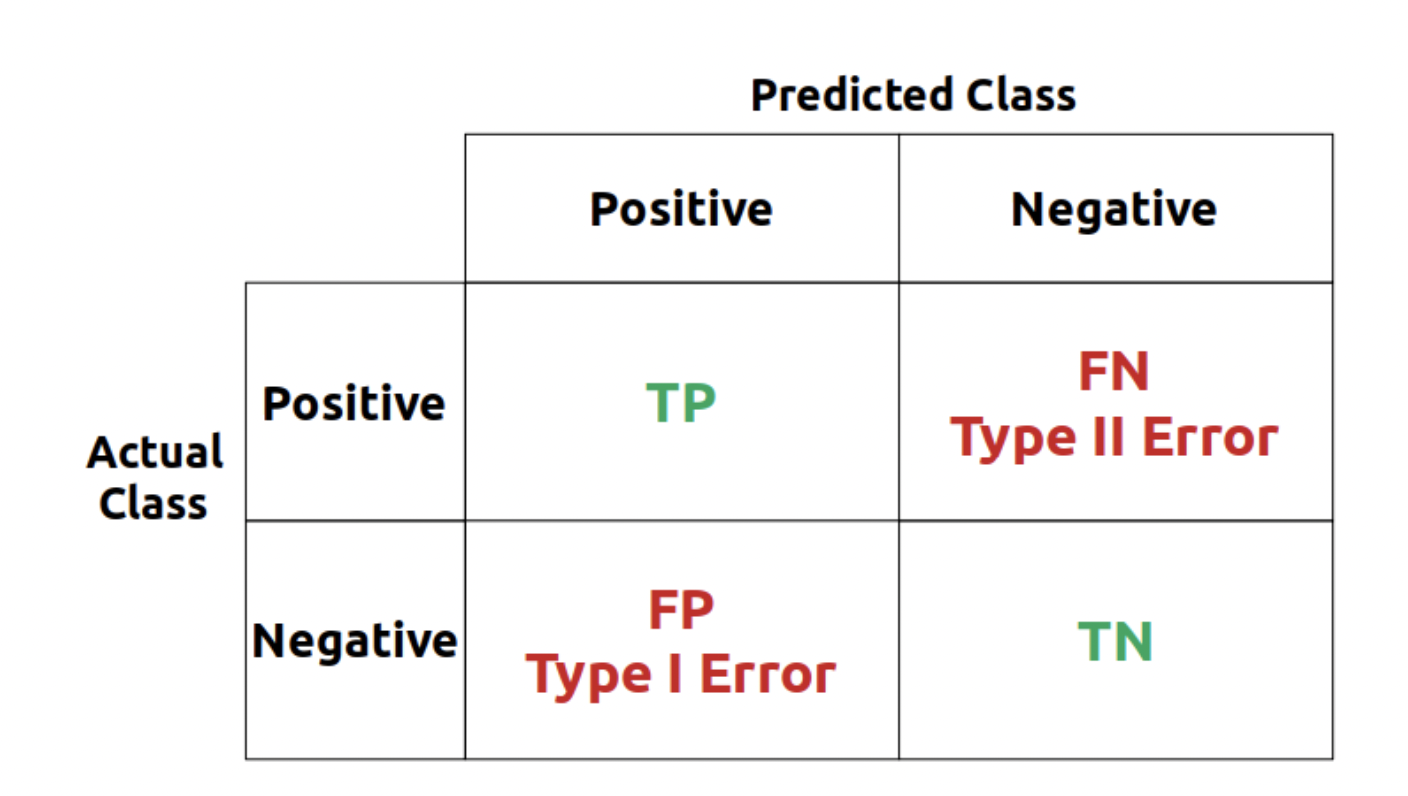 Predicted Class
Positive
Negative
Actual
Class
Positive
TP
FN
Type II Error
Negative
FP
Type I Error
TN